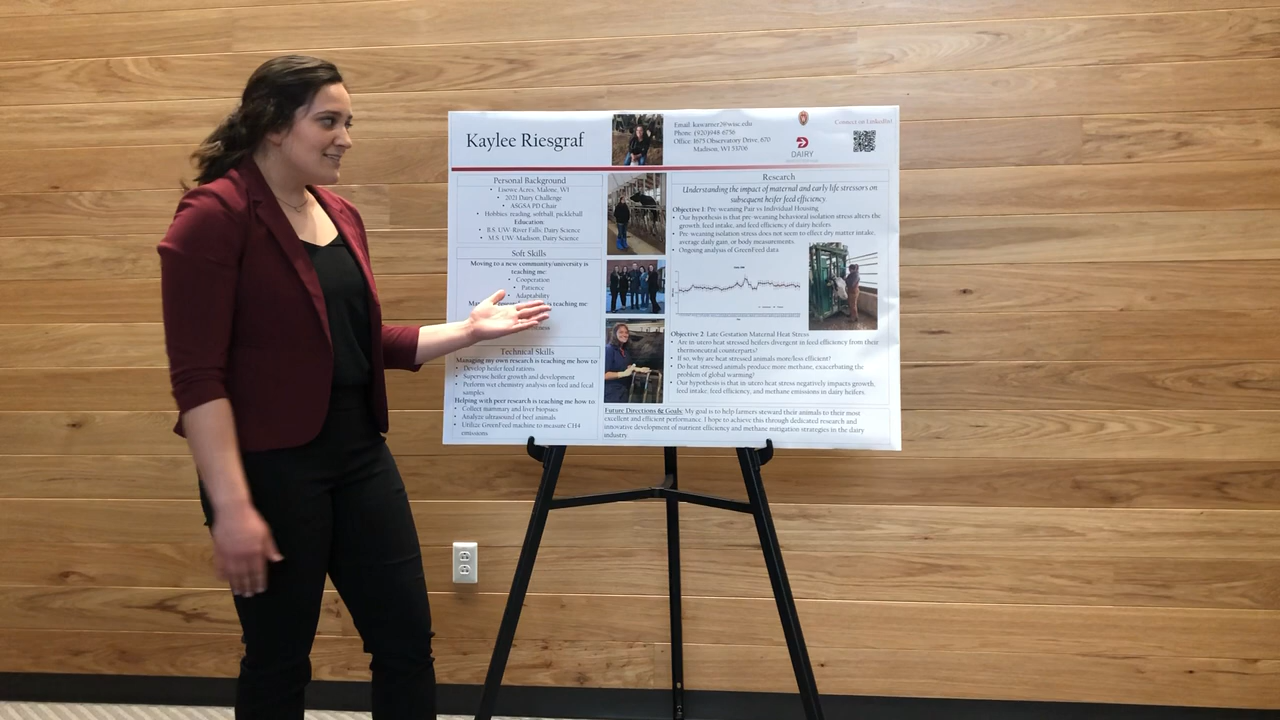 Kaylee Riesgraf
Email: kawarner2@wisc.edu
Phone: (920)948-6756
Office: 1675 Observatory Drive, 670
Madison, WI 53706
DAIRY
Connect on LinkedIn!
Personal Background
• Lisowe Acres, Malone, WI
• 2021 Dairy Challenge
• ASGSA PD Chair
Hobbies: reading, softball, pickleball
Education:
• B.S. UW-River Falls, Dairy Science
• M.S. UW-Madison, Dairy Science
Soft Skills
Moving to a new community/university is
teaching me:
• Cooperation
• Patience
• Adaptability
is teaching me
Technical Skills
Managing my own research is teaching me how to:
• Develop heifer feed rations
• Supervise heifer growth and development
• Perform wet chemistry analysis on feed and fecal
samples
Helping with peer research is teaching me how to:
• Collect mammary and liver biopsies
• Analyze ultrasound of beef animals
• Utilize GreenFeed machine to measure CH4
emissions
Research
Understanding the impact of maternal and early life stressors on
subsequent heifer feed efficiency.
Objective 1: Pre-weaning Pair vs Individual Housing
• Our hypothesis is that pre-weaning behavioral isolation stress alters the
growth, feed intake, and feed efficiency of dairy heifers
• Pre-weaning isolation stress does not seem to effect dry matter intake,
average daily gain, or body measurements.
• Ongoing analysis of GreenFeed data
Objective 2: Late Gestation Maternal Heat Stress
• Are in-utero heat stressed heifers divergent in feed efficiency from their
thermoneutral counterparts?
• If so, why are heat stressed animals more/less efficient?
• Do heat stressed animals produce more methane, exacerbating the
problem of global warming?
• Our hypothesis is that in-utero heat stress negatively impacts growth,
feed intake, feed efficiency, and methane emissions in dairy heifers.
Future Directions & Goals: My goal is to help farmers steward their animals to their most
excellent and efficient performance. I hope to achieve this through dedicated research and
innovative development of nutrient efficiency and methane mitigation strategies in the dairy
industry.